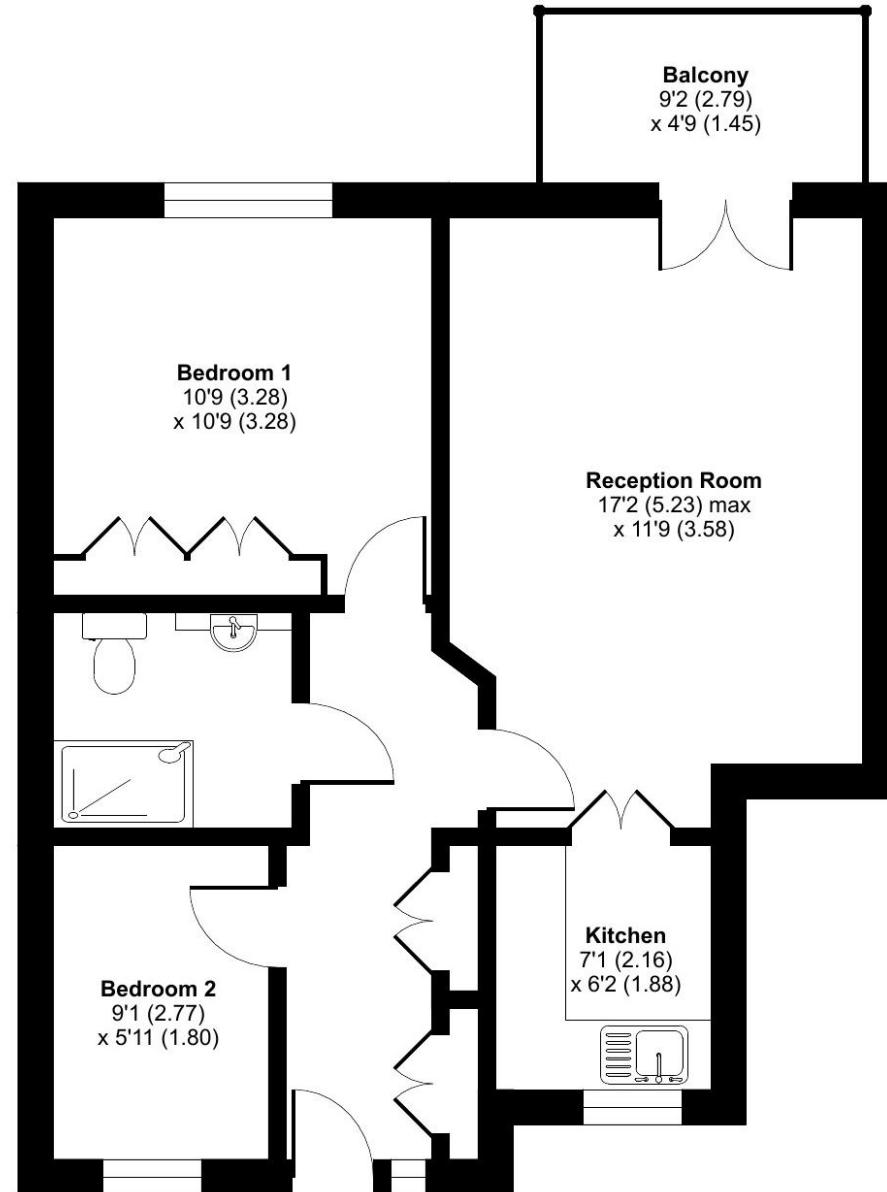 Balcony
9'2 (2.79)
x 4'9 (1.45)
Bedroom 1
10'9 (3.28)
x 10'9 (3.28)
Reception Room
17'2 (5.23) max
x 11'9 (3.58)
Kitchen
7'1 (2.16)
x 6'2 (1.88)
Bedroom 2
9'1 (2.77)
x 5'11 (1.80)